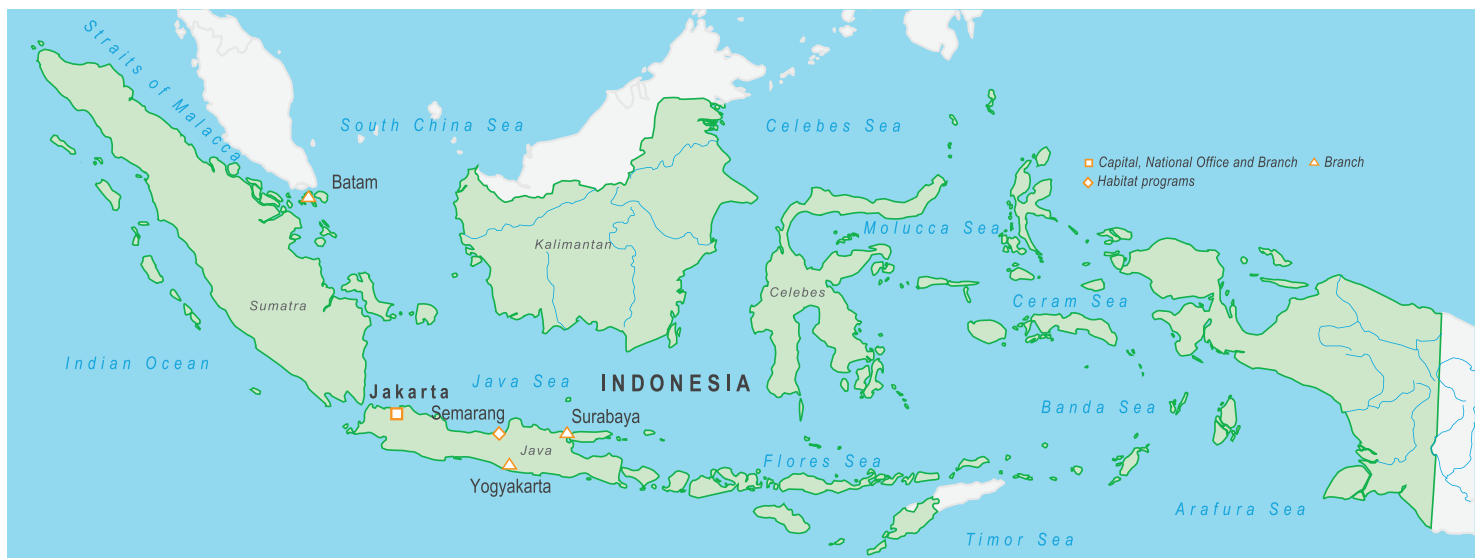 Straits of Malacca
South China Sea
Celebes Sea
Capital, National Office and Branch
Branch
Habitat programs
Batam
Molucca Sea
Kalimantan
Celebes
Sumatra
Ceram Sea
Indian Ocean
Java Sea
INDONESIA
Jakarta
Semarang
Surabaya
Banda Sea
Java
Flores Sea
Yogyakarta
Arafura Sea
Timor Sea